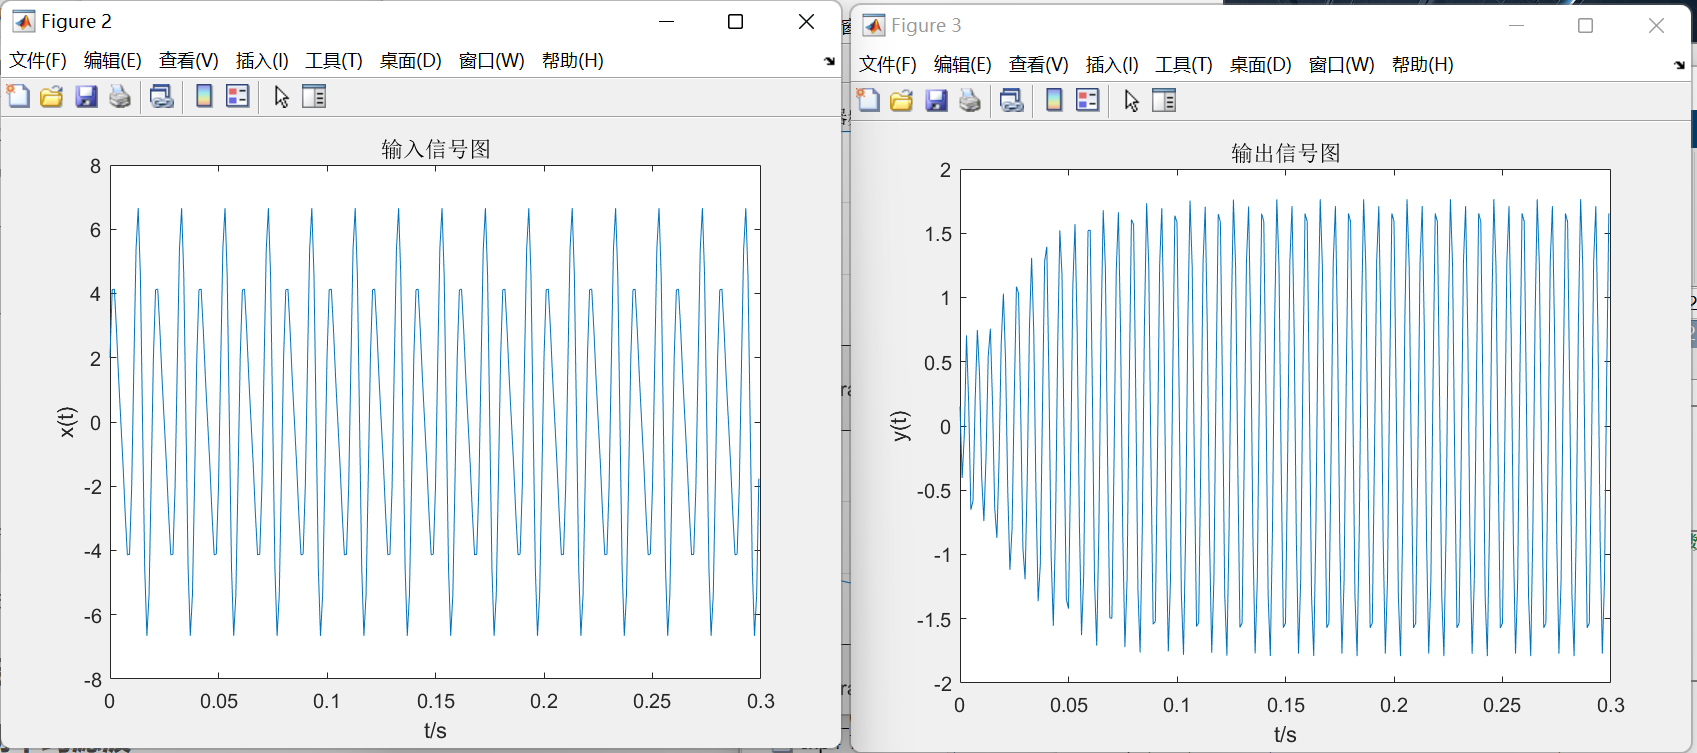 Figure 2
文件(F) 编辑(E) 查看(V) 插入(I) 工具(T) 桌面(D) 窗口(W) 帮助(H)
输入信号图
8
6
4
2
0
-2
-4
-6
-8
x(t)
0 0.05 0.1 0.15 0.2 0.25 0.3
t/s
Figure 3
文件(F) 编辑(E) 查看(V) 插入(I) 工具(T) 桌面(D) 窗口(W) 帮助(H)
输出信号图
2
1.5
1
0.5
0
-0.5
-1
-1.5
-2
y(t)
0 0.05 0.1 0.15 0.2 0.25 0.3
t/s